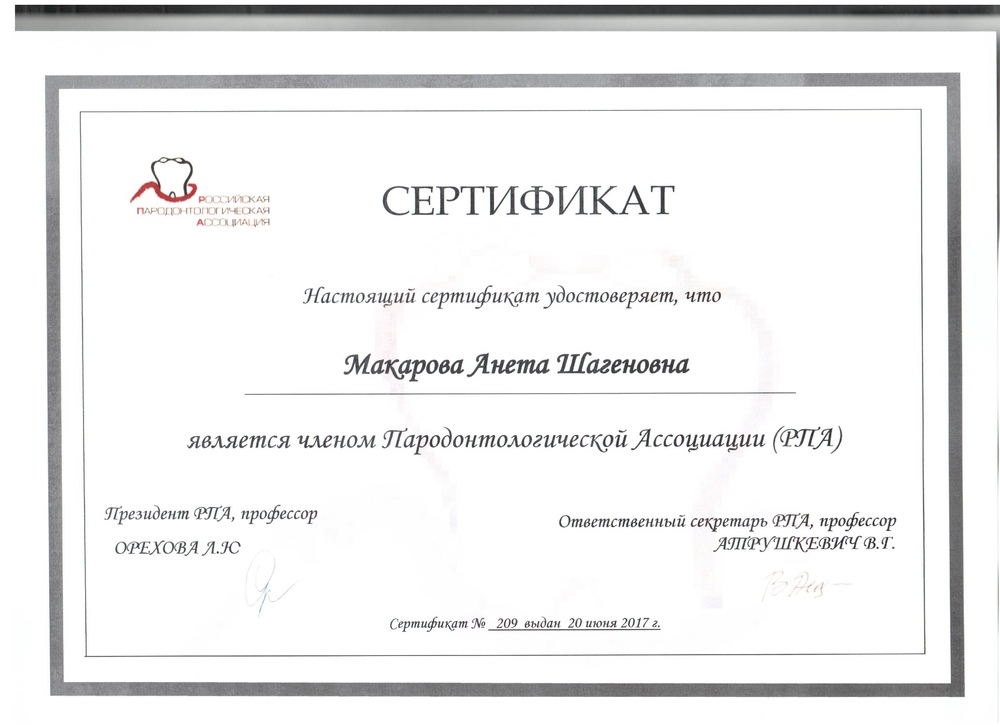 РОССИЙСКАЯ
ПАРОДОНТОЛОГИЧЕСКАЯ
АССОЦИАЦИЯ
СЕРТИФИКАТ
Настоящий сертификат удостоверяет, что
Макарова Анета Шагеновна
является членом Пародонтологической Ассоциации (РПА)
Президент РПА, профессор
ОРЕХОВА Л.Ю
Ответственный секретарь РПА, профессор
АТРУШКЕВИЧ В.Г.
Сертификат № 209 выдан 20 июня 2017 г.